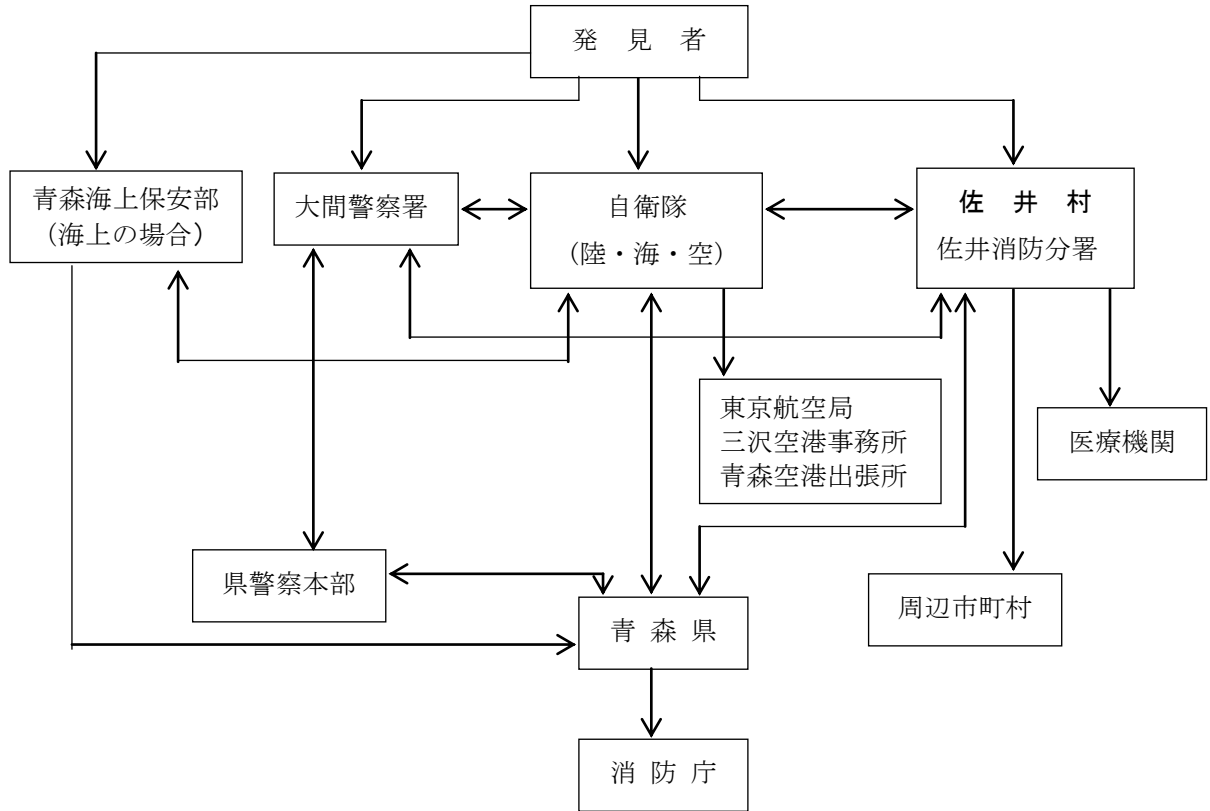 発見者
青森海上保安部
（海上の場合）
大間警察署
自衛隊
（陸・海・空）
佐井村
佐井消防分署
東京航空局
三沢空港事務所
青森空港出張所
医療機関
県警察本部
周辺市町村
青森県
消防庁